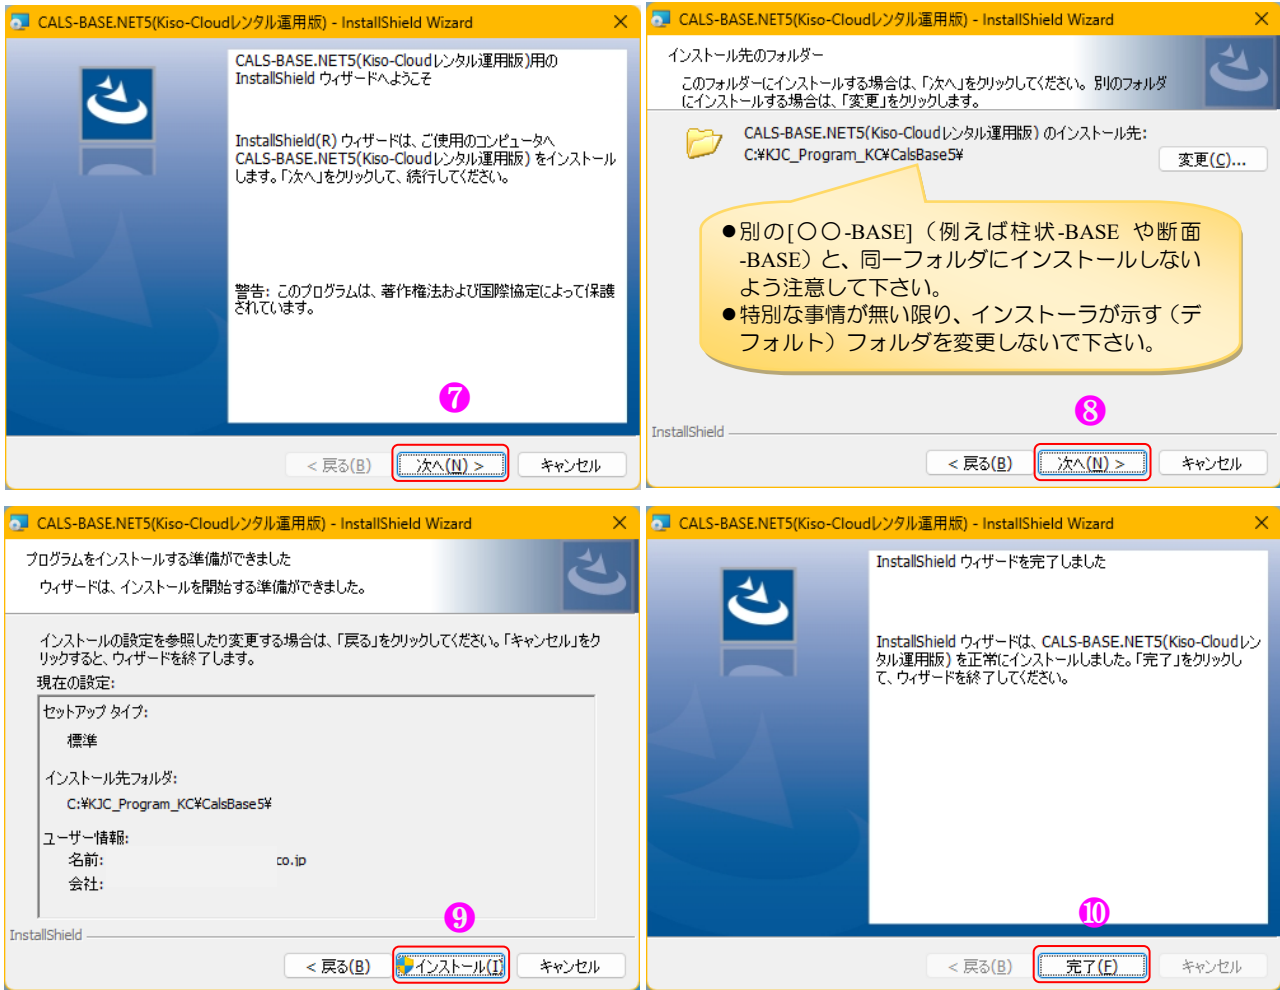 CALS-BASE.NET5(Kiso-Cloudレンタル運用版) - InstallShield Wizard
CALS-BASE.NET5(Kiso-Cloudレンタル運用版)用の
InstallShield ウィザードへようこそ
InstallShield(R) ウィザードは、ご使用のコンピュータへ
CALS-BASE.NET5(Kiso-Cloudレンタル運用版) をインストール
します。「次へ」をクリックして、続行してください。
警告: このプログラムは、著作権法および国際協定によって保護
されています。
7
< 戻る(B)
次へ(N) >
キャンセル
CALS-BASE.NET5(Kiso-Cloudレンタル運用版) - InstallShield Wizard
インストール先のフォルダー
このフォルダーにインストールする場合は、「次へ」をクリックしてください。別のフォルダ
にインストールする場合は、「変更」をクリックします。
CALS-BASE.NET5(Kiso-Cloudレンタル運用版) のインストール先:
C:¥KJC_Program_KC¥CalsBase5¥
変更(C)...
●別の[〇〇-BASE]（例えば柱状-BASE や断面
-BASE）と、同一フォルダにインストールしない
よう注意して下さい。
●特別な事情が無い限り、インストーラが示す（デ
フォルト）フォルダを変更しないで下さい。
8
InstallShield
< 戻る(B)
次へ(N) >
キャンセル
CALS-BASE.NET5(Kiso-Cloudレンタル運用版) - InstallShield Wizard
プログラムをインストールする準備ができました
ウィザードは、インストールを開始する準備ができました。
インストールの設定を参照したり変更する場合は、「戻る」をクリックしてください。「キャンセル」をク
リックすると、ウィザードを終了します。
現在の設定:
セットアップ タイプ:
標準
インストール先フォルダ:
C:¥KJC_Program_KC¥CalsBase5¥
ユーザー情報:
名前: co.jp
会社:
9
InstallShield
< 戻る(B)
インストール(I)
キャンセル
CALS-BASE.NET5(Kiso-Cloudレンタル運用版) - InstallShield Wizard
InstallShield ウィザードを完了しました
InstallShield ウィザードは、CALS-BASE.NET5(Kiso-Cloudレン
タル運用版) を正常にインストールしました。「完了」をクリックし
て、ウィザードを終了してください。
10
< 戻る(B)
完了(F)
キャンセル